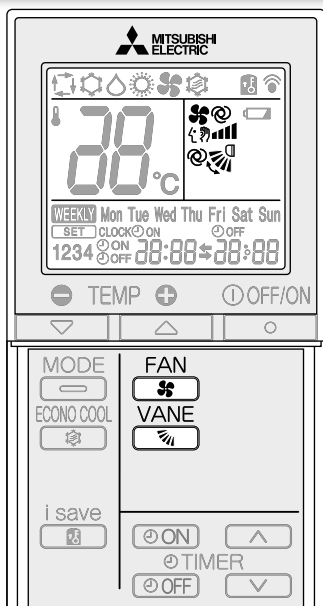 MITSUBISHI
ELECTRIC
88°C
WEEKLY Mon Tue Wed Thu Fri Sat Sun
SET CLOCK ON OFF
1234 ON OFF 88:88 88:88
TEMP OFF/ON
MODE FAN
ECONO COOL VANE
i save
ON
TIMER
OFF